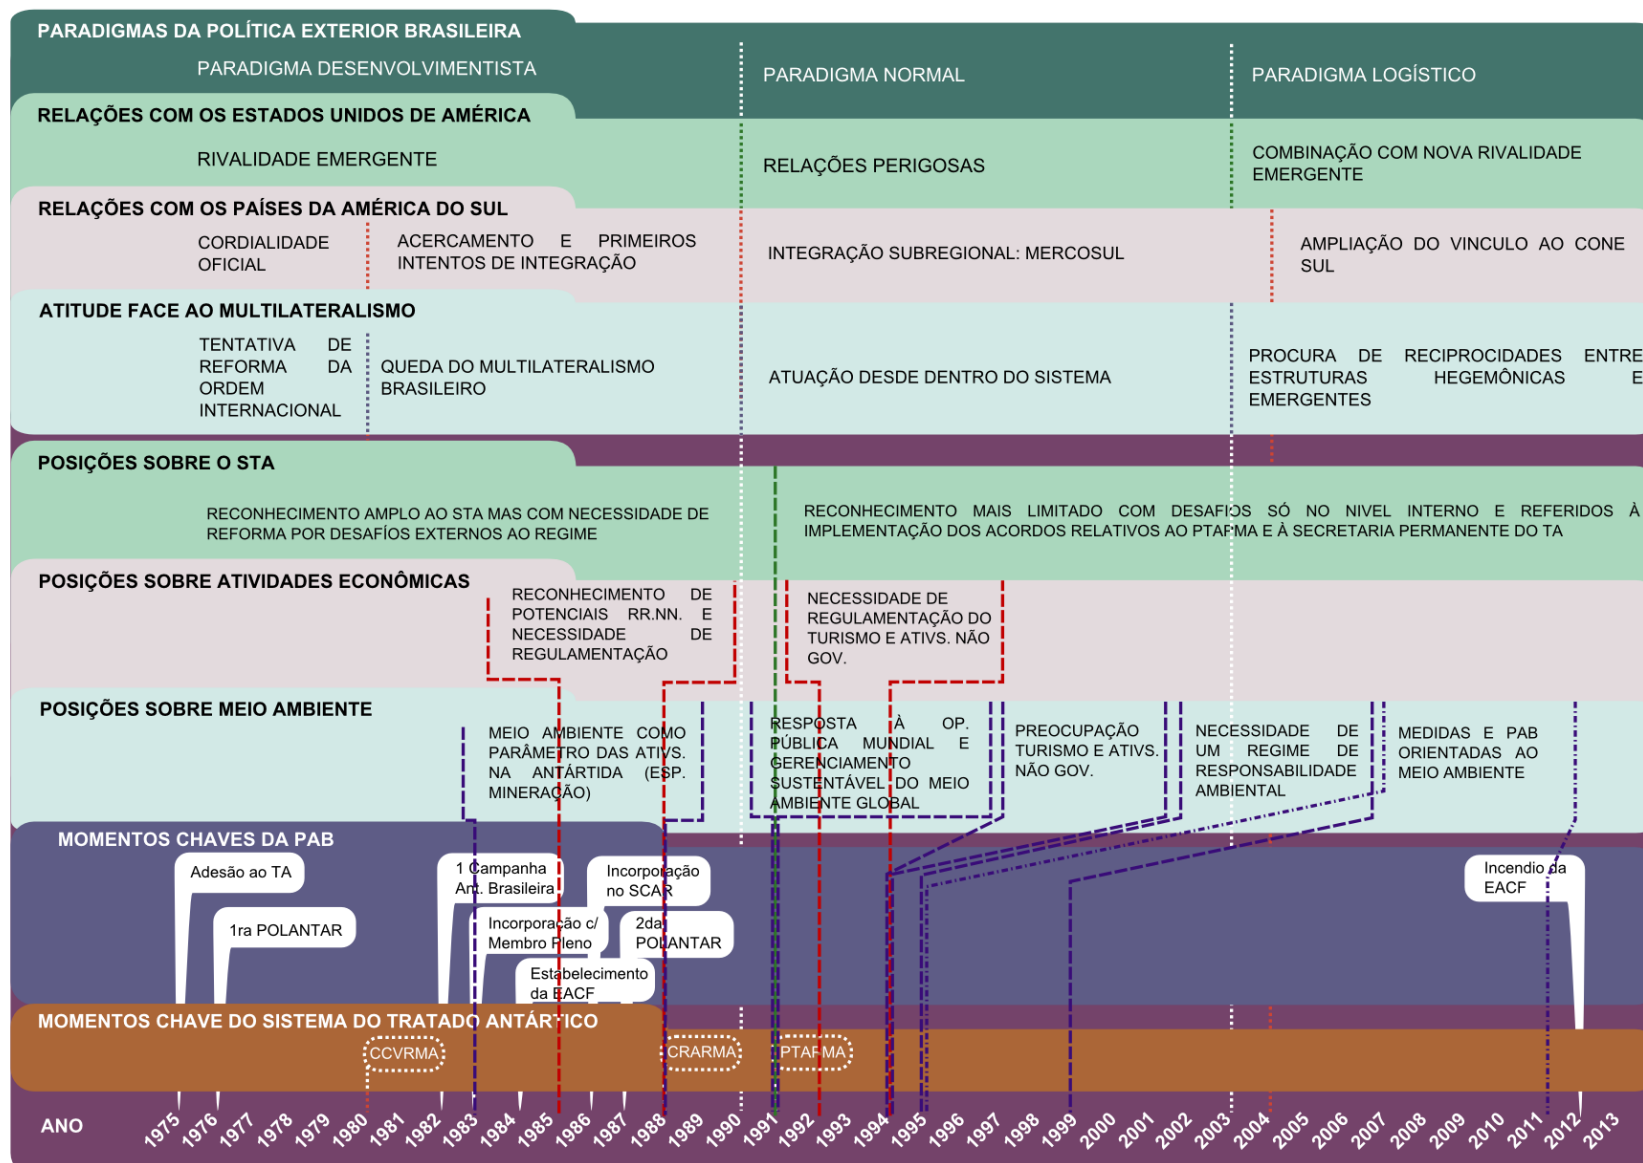 PARADIGMAS DA POLÍTICA EXTERIOR BRASILEIRA
PARADIGMA DESENVOLVIMENTISTA
PARADIGMA NORMAL
PARADIGMA LOGÍSTICO
RELAÇÕES COM OS ESTADOS UNIDOS DE AMÉRICA
RIVALIDADE EMERGENTE
RELAÇÕES PERIGOSAS
COMBINAÇÃO COM NOVA RIVALIDADE
EMERGENTE
RELAÇÕES COM OS PAÍSES DA AMÉRICA DO SUL
CORDIALIDADE
OFICIAL
ACERCAMENTO E PRIMEIROS
INTENTOS DE INTEGRAÇÃO
INTEGRAÇÃO SUBREGIONAL: MERCOSUL
AMPLIAÇÃO DO VINCULO AO CONE
SUL
ATITUDE FACE AO MULTILATERALISMO
TENTATIVA DE
REFORMA DA
ORDEM
INTERNACIONAL
QUEDA DO MULTILATERALISMO
BRASILEIRO
ATUAÇÃO DESDE DENTRO DO SISTEMA
PROCURA DE RECIPROCIDADES ENTRE
ESTRUTURAS HEGEMÔNICAS E
EMERGENTES
POSIÇÕES SOBRE O STA
RECONHECIMENTO AMPLO AO STA MAS COM NECESSIDADE DE
REFORMA POR DESAFÍOS EXTERNOS AO REGIME
RECONHECIMENTO MAIS LIMITADO COM DESAFIOS SÓ NO NIVEL INTERNO E REFERIDOS À
IMPLEMENTAÇÃO DOS ACORDOS RELATIVOS AO PTAPMA E À SECRETARIA PERMANENTE DO TA
POSIÇÕES SOBRE ATIVIDADES ECONÔMICAS
RECONHECIMENTO DE
POTENCIAIS RR.NN. E
NECESSIDADE DE
REGULAMENTAÇÃO
NECESSIDADE DE
REGULAMENTAÇÃO DO
TURISMO E ATIVS. NÃO
GOV.
POSIÇÕES SOBRE MEIO AMBIENTE
MEIO AMBIENTE COMO
PARÂMETRO DAS ATIVS.
NA ANTÁRTIDA (ESP.
MINERAÇÃO)
RESPOSTA À OP.
PÚBLICA MUNDIAL E
GERENCIAMENTO
SUSTENTÁVEL DO MEIO
AMBIENTE GLOBAL
PREOCUPAÇÃO
TURISMO E ATIVS.
NÃO GOV.
NECESSIDADE DE
UM REGIME DE
RESPONSABILIDADE
AMBIENTAL
MEDIDAS E PAB
ORIENTADAS AO
MEIO AMBIENTE
MOMENTOS CHAVES DA PAB
Adesão ao TA
1ra POLANTAR
1 Campanha
Ant. Brasileira
Incorporação c/
Membro Pleno
Estabelecimento
da EACF
Incorporação
no SCAR
2da
POLANTAR
Incendio da
EACF
MOMENTOS CHAVE DO SISTEMA DO TRATADO ANTÁRTICO
CCVRMA
CRARMA
PTAPMA
ANO
1975
1976
1977
1978
1979
1980
1981
1982
1983
1984
1985
1986
1987
1988
1989
1990
1991
1992
1993
1994
1995
1996
1997
1998
1999
2000
2001
2002
2003
2004
2005
2006
2007
2008
2009
2010
2011
2012
2013